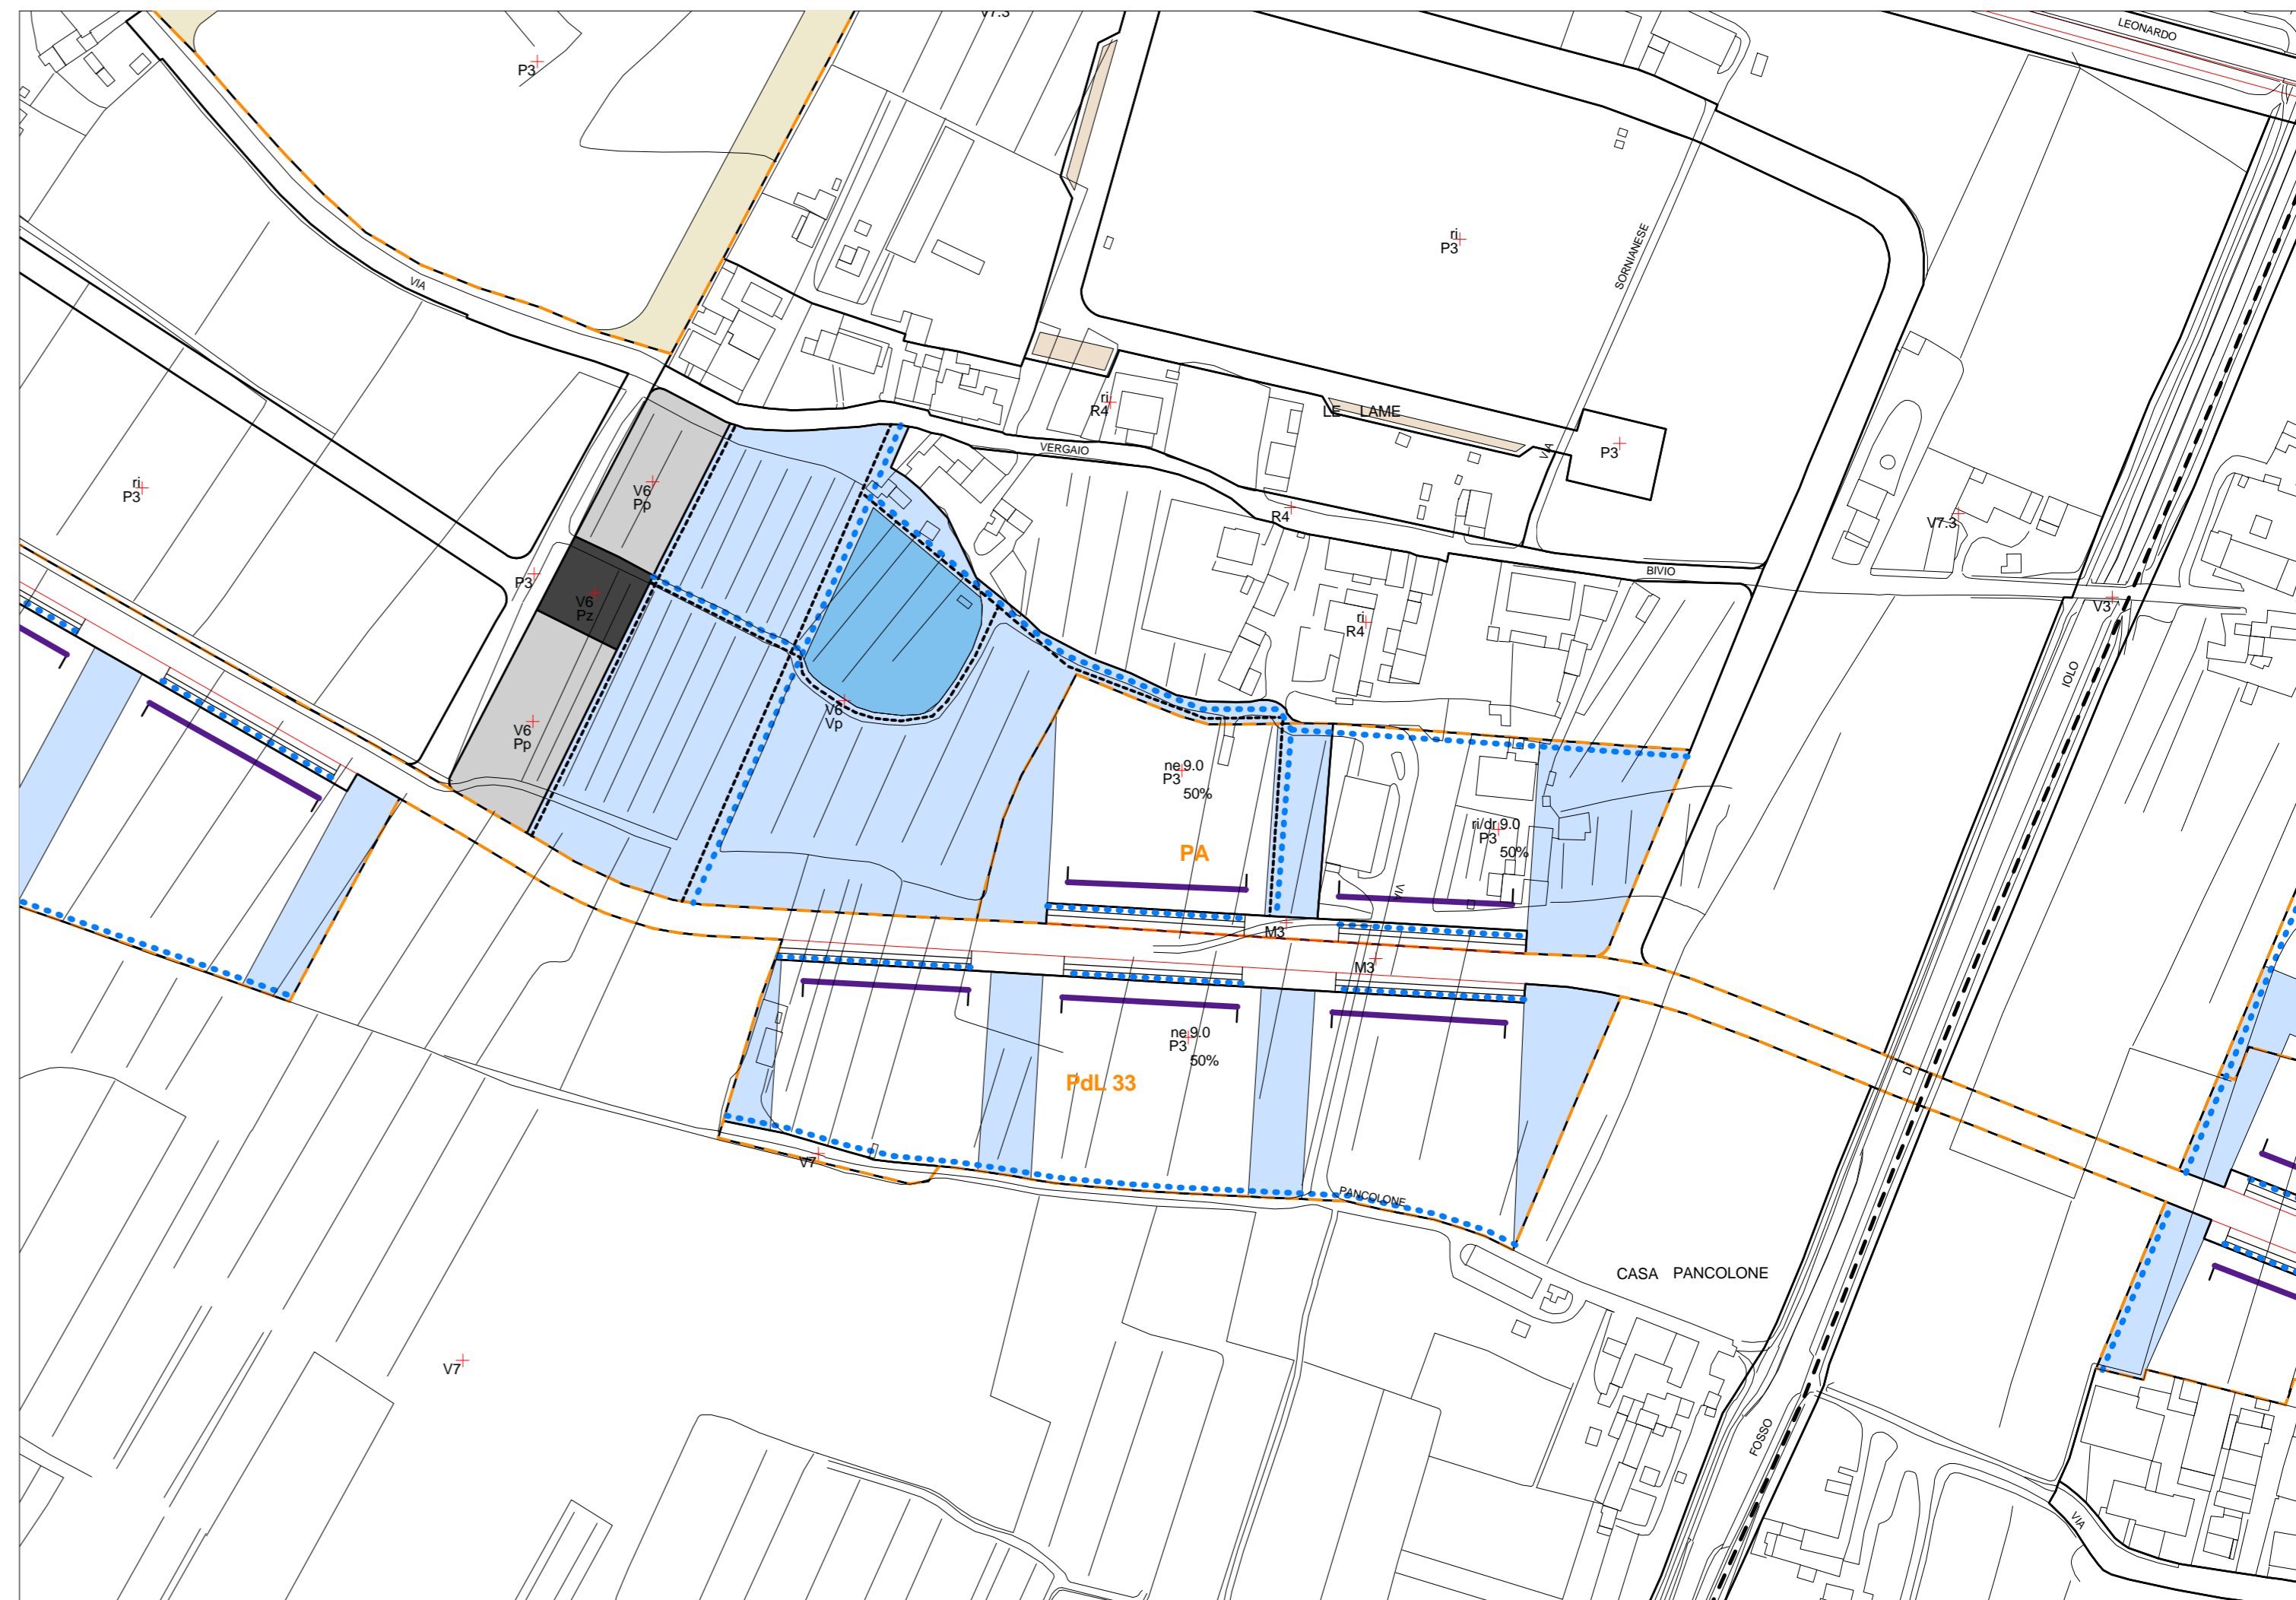 V7.3
LEONARDO
P3
ri
P3
SORNIANESE
VIA
ri
R4
LE LAME
VERGAIO
VIA
P3
ri
P3
V6
Pp
R4
V7.3
BIVIO
P3
V6
Pz
V3
ri
R4
IOLO
V6
Vp
V6
Pp
ne 9.0
P3
50%
ri/dr 9.0
P3
50%
PA
VIA
M3
M3
ne 9.0
P3
50%
DI
PdL 33
V7
PANCOLONE
CASA PANCOLONE
V7
FOSSO
VIA